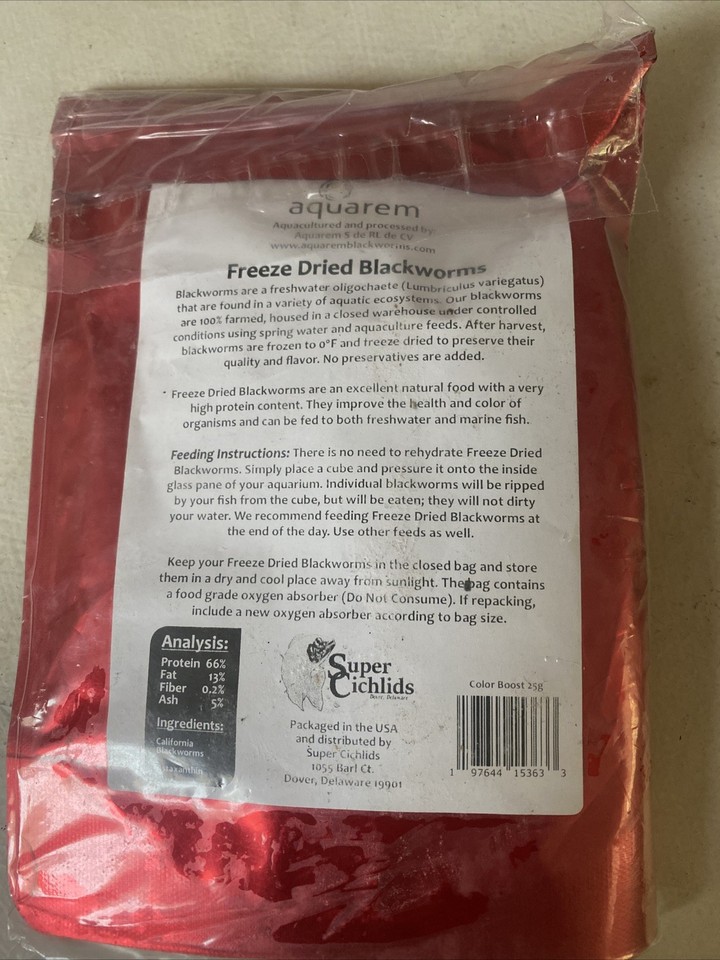 aquarem
Aquacultured and processed by:
Aquarem S de RL de CV
www.aquaremblackworms.com
Freeze Dried Blackworms
Blackworms are a freshwater oligochaete (Lumbriculus variegatus)
that are found in a variety of aquatic ecosystems. Our blackworms
are 100% farmed, housed in a closed warehouse under controlled
conditions using spring water and aquaculture feeds. After harvest,
blackworms are frozen to 0°F and freeze dried to preserve their
quality and flavor. No preservatives are added.
Freeze Dried Blackworms are an excellent natural food with a very
high protein content. They improve the health and color of
organisms and can be fed to both freshwater and marine fish.
Feeding Instructions: There is no need to rehydrate Freeze Dried
Blackworms. Simply place a cube and pressure it onto the inside
glass pane of your aquarium. Individual blackworms will be ripped
by your fish from the cube, but will be eaten; they will not dirty
your water. We recommend feeding Freeze Dried Blackworms at
the end of the day. Use other feeds as well.
Keep your Freeze Dried Blackworms in the closed bag and store
them in a dry and cool place away from sunlight. The bag contains
a food grade oxygen absorber (Do Not Consume). If repacking,
include a new oxygen absorber according to bag size.
Analysis:
Protein 66%
Fat 13%
Fiber 0.2%
Ash 5%
Ingredients:
California
Blackworms
Super
Cichlids
Dover, Delaware
Packaged in the USA
and distributed by
Super Cichlids
1055 Barl Ct.
Dover, Delaware 19901
Color Boost 25g
1 97644 15363 3